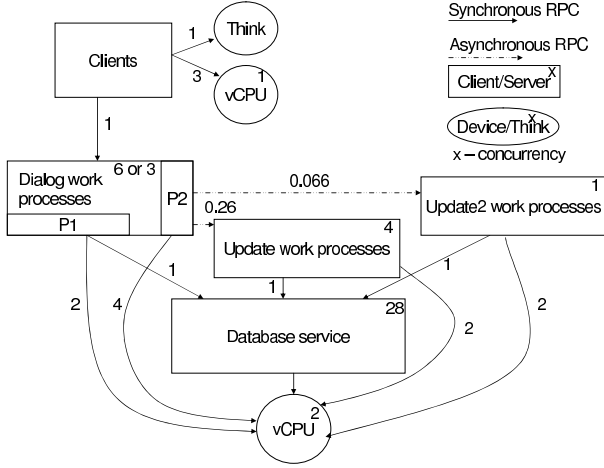 Clients
1
Think
3
1
vCPU
Synchronous RPC
Asynchronous RPC
Client/Server
x
Device/Think
x
x – concurrency
1
Dialog work
processes
6 or 3
P1
P2
0.066
0.26
1
Update2 work processes
4
Update work processes
1
1
1
2
4
2
2
28
Database service
2
vCPU